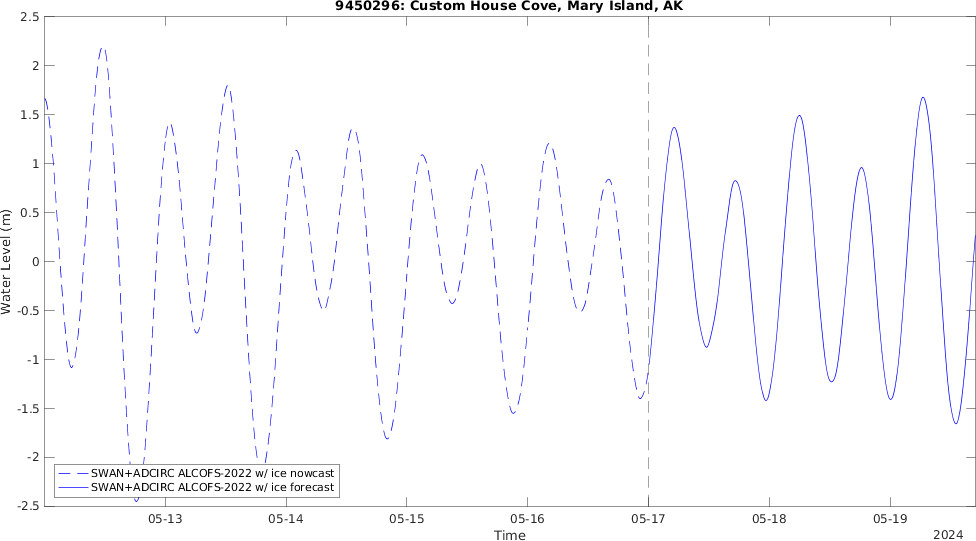 9450296: Custom House Cove, Mary Island, AK
2.5
2
1.5
1
0.5
0
-0.5
-1
-1.5
-2
-2.5
Water Level (m)
SWAN+ADCIRC ALCOFS-2022 w/ ice nowcast
SWAN+ADCIRC ALCOFS-2022 w/ ice forecast
05-13 05-14 05-15 05-16 05-17 05-18 05-19
Time
2024